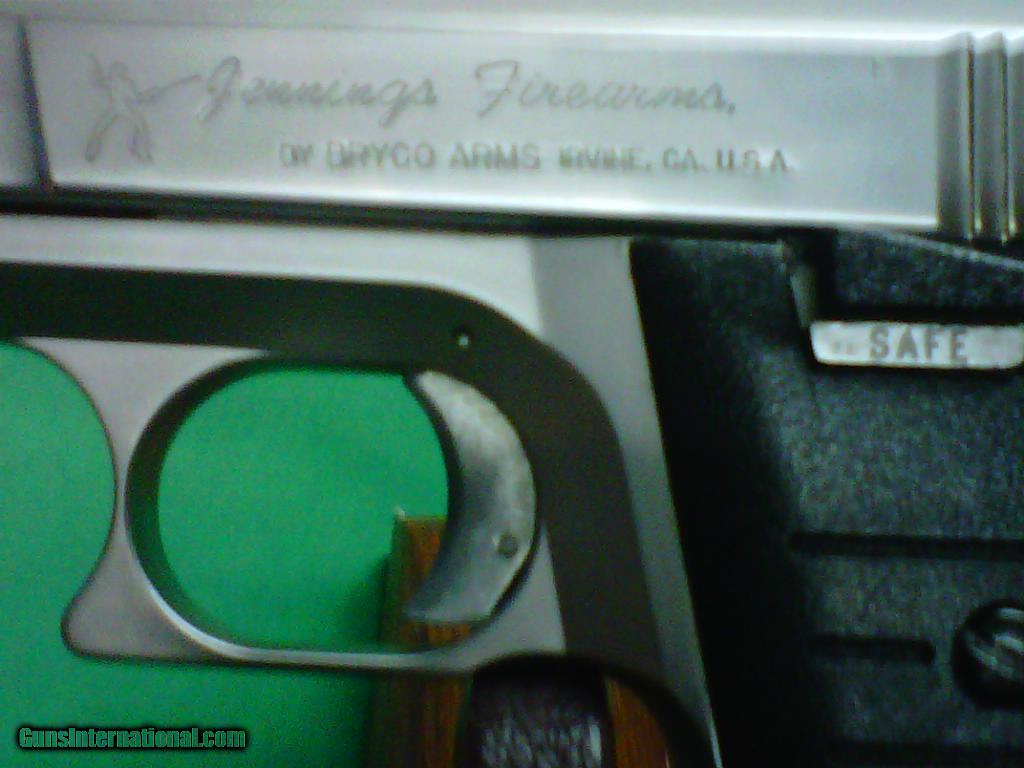 Jennings Firearms,
BY BRYCO ARMS IRVINE, CA. U.S.A.
SAFE
GunsInternational.com